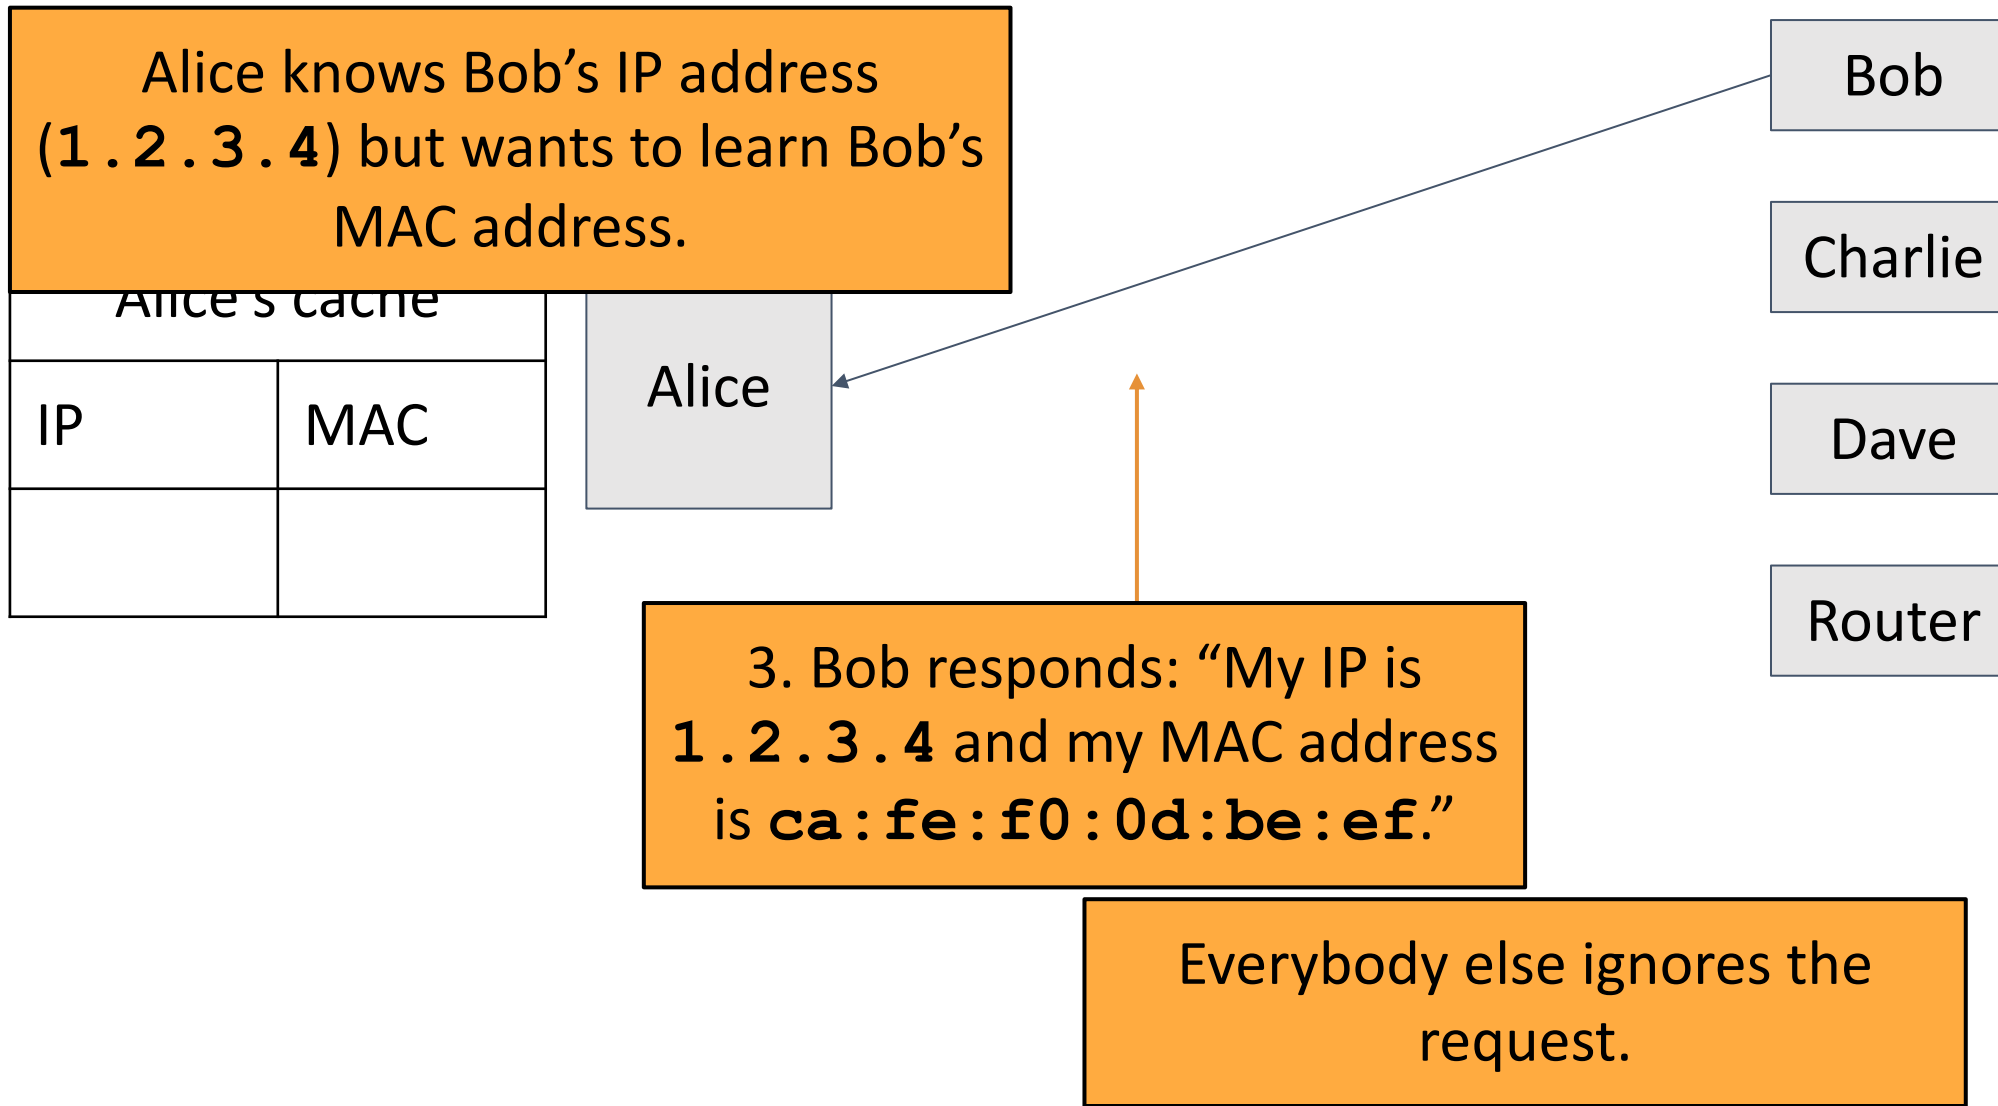 Alice knows Bob’s IP address
(1.2.3.4) but wants to learn Bob’s
MAC address.
Bob
Charlie
Alice’s cache
Alice
IP
MAC
Dave
Router
3. Bob responds: “My IP is
1.2.3.4 and my MAC address
is ca:fe:f0:0d:be:ef.”
Everybody else ignores the
request.